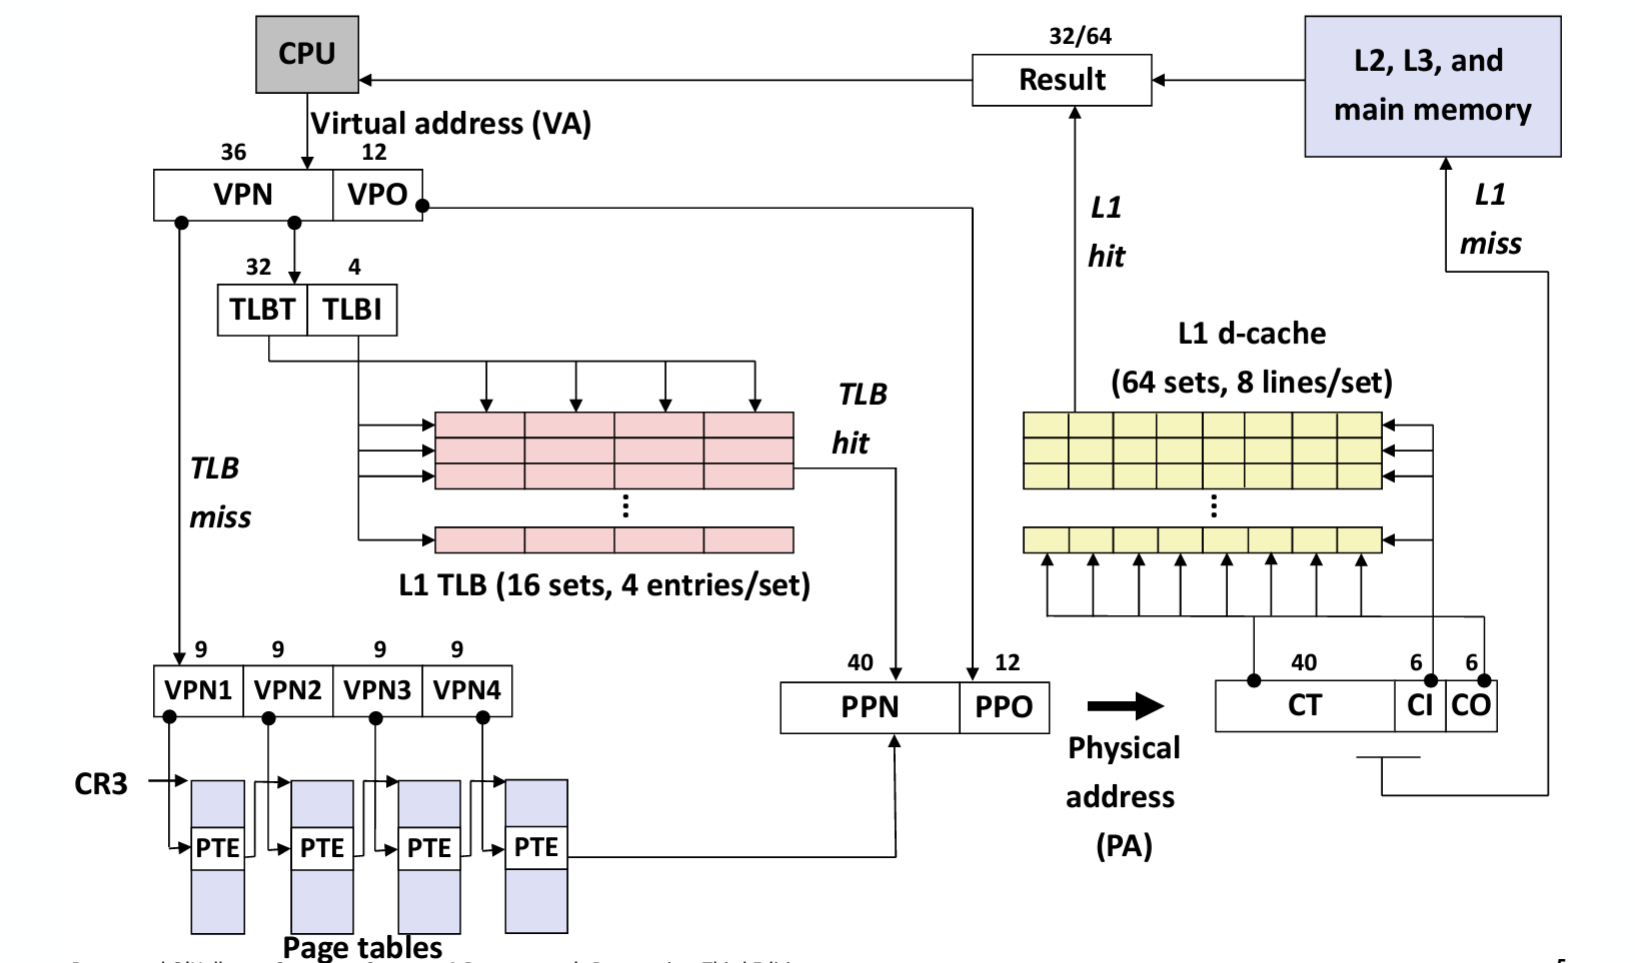 CPU
32/64
Result
L2, L3, and
main memory
Virtual address (VA)
36 12
VPN VPO
L1
hit
L1
miss
32 4
TLBT TLBI
L1 d-cache
(64 sets, 8 lines/set)
TLB
hit
TLB
miss
L1 TLB (16 sets, 4 entries/set)
9 9 9 9
VPN1 VPN2 VPN3 VPN4
40 12
PPN PPO
40 6 6
CT CI CO
Physical
address
(PA)
CR3
PTE PTE PTE PTE
Page tables
5